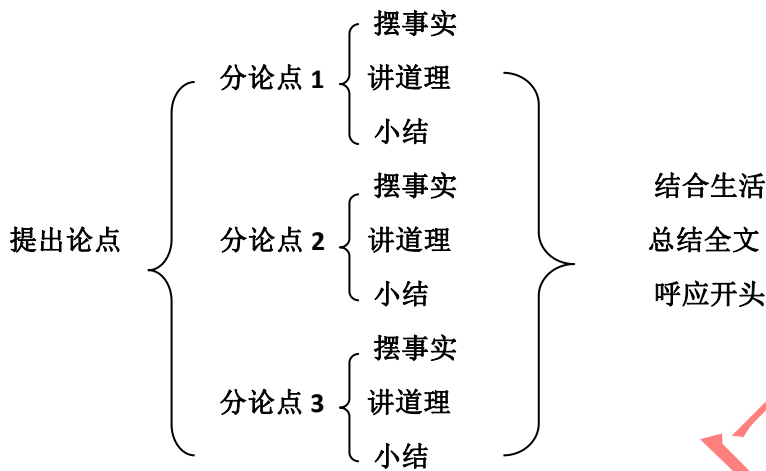 摆事实
分论点 1 讲道理
小结
摆事实 结合生活
提出论点 分论点 2 讲道理 总结全文
小结 呼应开头
摆事实
分论点 3 讲道理
小结